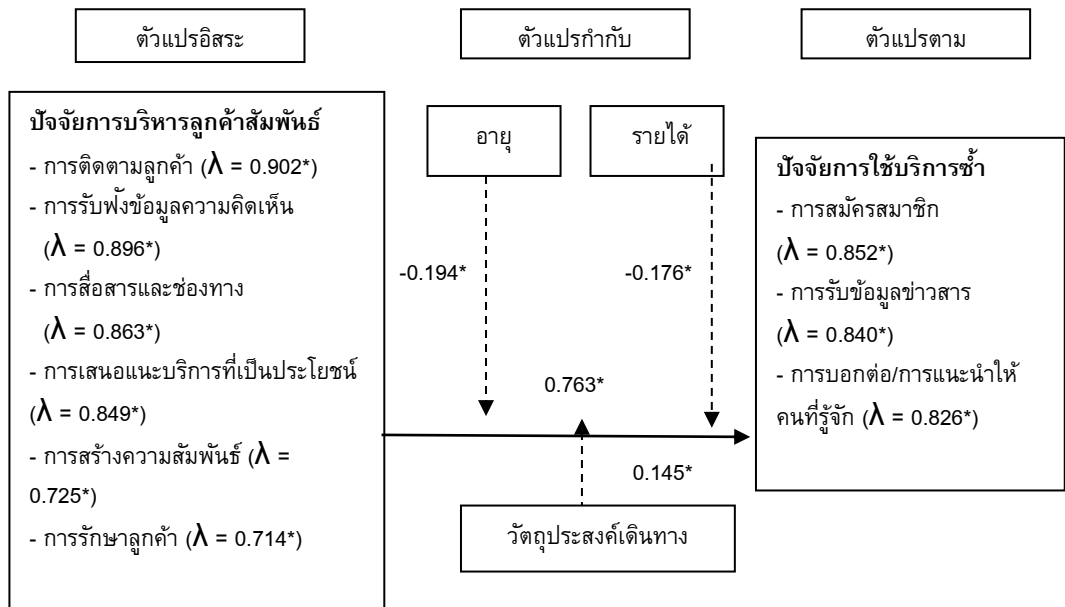 ตัวแปรอิสระ
ตัวแปรกำกับ
ตัวแปรตาม
ปัจจัยการบริหารลูกค้าสัมพันธ์
- การติดตามลูกค้า (λ = 0.902*)
- การรับฟังข้อมูลความคิดเห็น
(λ = 0.896*)
- การสื่อสารและช่องทาง
(λ = 0.863*)
- การเสนอแนะบริการที่เป็นประโยชน์
(λ = 0.849*)
- การสร้างความสัมพันธ์ (λ =
0.725*)
- การรักษาลูกค้า (λ = 0.714*)
อายุ
รายได้
-0.194*
-0.176*
0.763*
0.145*
วัตถุประสงค์เดินทาง
ปัจจัยการใช้บริการซ้ำ
- การสมัครสมาชิก
(λ = 0.852*)
- การรับข้อมูลข่าวสาร
(λ = 0.840*)
- การบอกต่อ/การแนะนำให้
คนที่รู้จัก (λ = 0.826*)